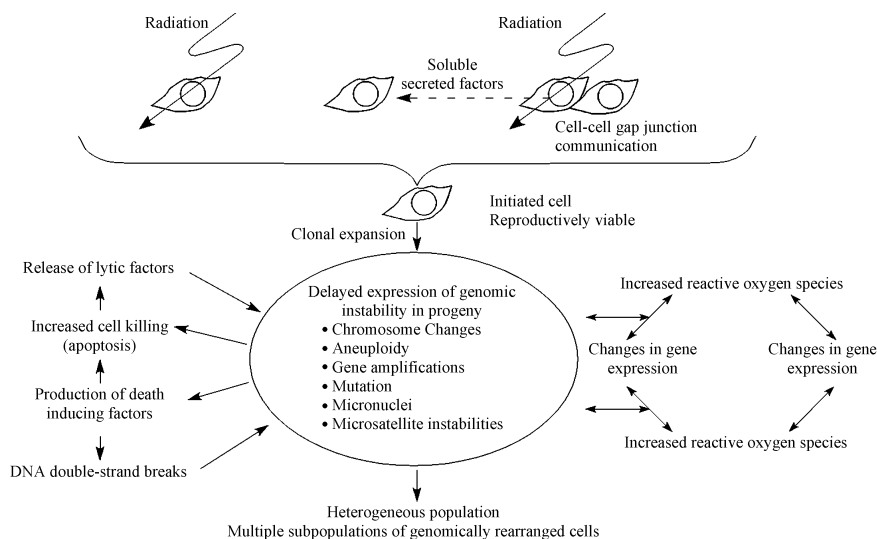 Radiation
Radiation
Soluble
secreted factors
Cell-cell gap junction
communication
Initiated cell
Reproductively viable
Clonal expansion
Release of lytic factors
Increased cell killing
(apoptosis)
Production of death
inducing factors
DNA double-strand breaks
Delayed expression of genomic
instability in progeny
• Chromosome Changes
• Aneuploidy
• Gene amplifications
• Mutation
• Micronuclei
• Microsatellite instabilities
Increased reactive oxygen species
Changes in gene
expression
Changes in gene
expression
Increased reactive oxygen species
Heterogeneous population
Multiple subpopulations of genomically rearranged cells